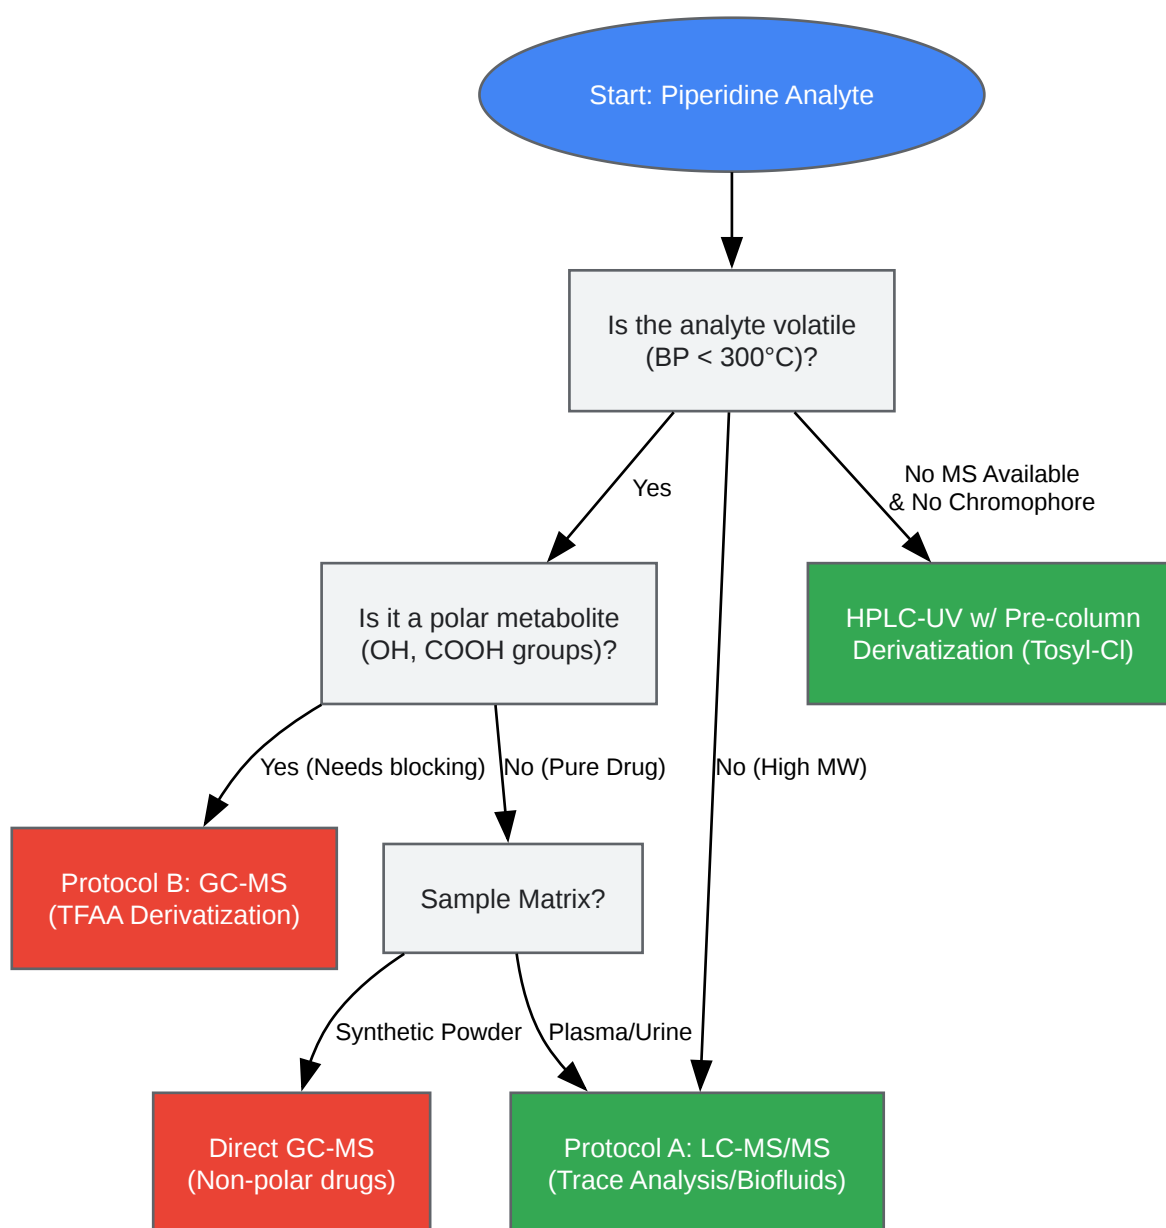 Start: Piperidine Analyte
Is the analyte volatile
(BP < 300°C)?
Yes
No MS Available
& No Chromophore
Is it a polar metabolite
(OH, COOH groups)?
HPLC-UV w/ Pre-column
Derivatization (Tosyl-Cl)
Yes (Needs blocking)
No (Pure Drug)
No (High MW)
Protocol B: GC-MS
(TFAA Derivatization)
Sample Matrix?
Synthetic Powder
Plasma/Urine
Direct GC-MS
(Non-polar drugs)
Protocol A: LC-MS/MS
(Trace Analysis/Biofluids)